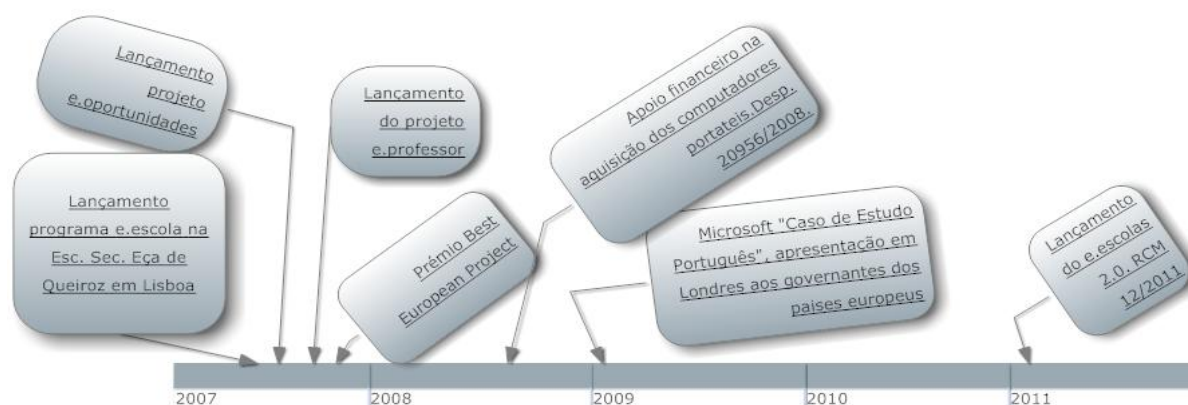 Lançamento
projeto
e.oportunidades
Lançamento
programa e.escola na
Esc. Sec. Eça de
Queiroz em Lisboa
Lançamento
do projeto
e.professor
Prémio Best
European Project
Apoio financeiro na
aquisição dos computadores
portateis.Desp.
20956/2008.
Microsoft "Caso de Estudo
Português", apresentação em
Londres aos governantes dos
paises europeus
Lançamento
do e.escolas
2.0. RCM
12/2011
2007
2008
2009
2010
2011